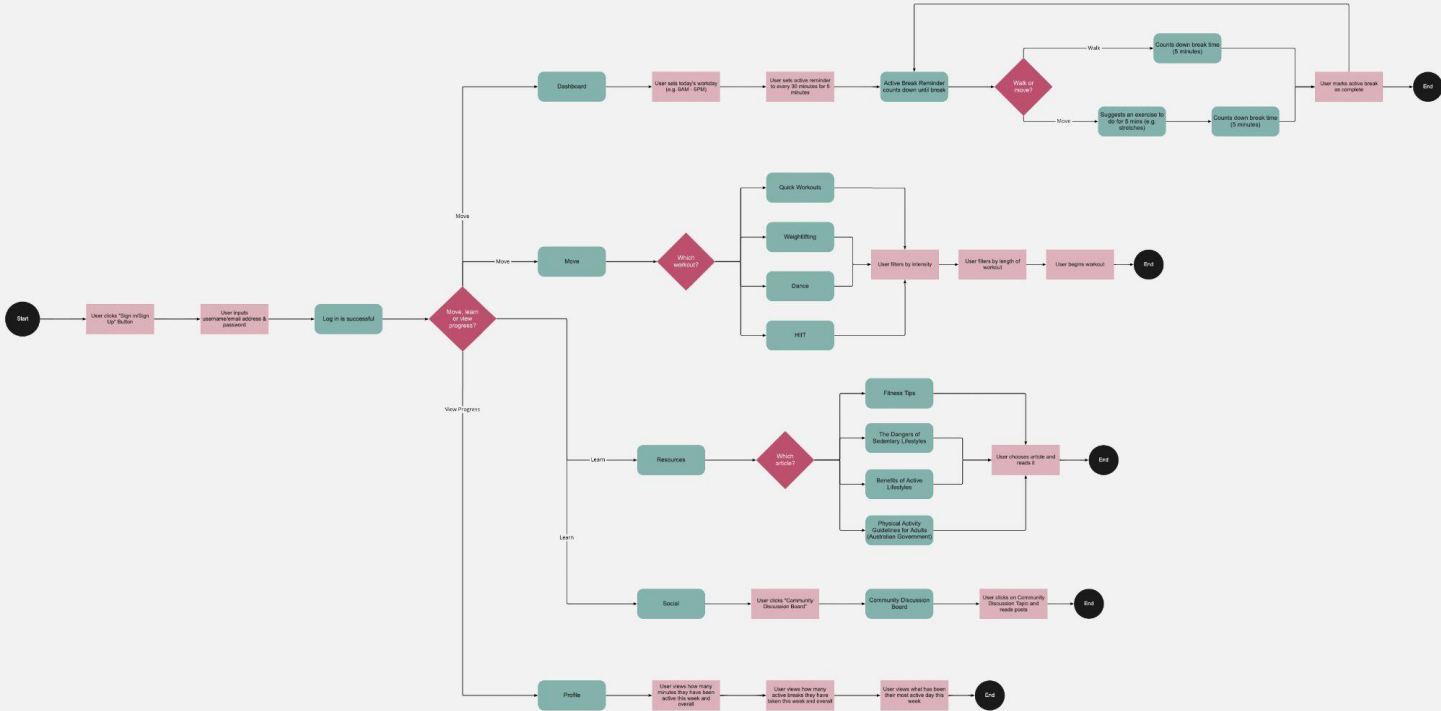 Start
User clicks "Sign in/Sign
Up" Button
User inputs
username/email address &
password
Log in is successful
Move, learn
or view
progress?
Move
Dashboard
User sets today's workday
(e.g. 9AM - 5PM)
User sets active reminder
to every 30 minutes for 5
minutes
Active Break Reminder
counts down until break
Walk or
move?
Walk
Counts down break time
(5 minutes)
Move
Suggests an exercise to
do for 5 mins (e.g.
stretches)
Counts down break time
(5 minutes)
User marks active break
as complete
End
Move
Move
Which
workout?
Quick Workouts
Weightlifting
Dance
HIIT
User filters by intensity
User filters by length of
workout
User begins workout
End
Learn
Resources
Which
article?
Fitness Tips
The Dangers of
Sedentary Lifestyles
Benefits of Active
Lifestyles
Physical Activity
Guidelines for Adults
(Australian Government)
User chooses article and
reads it
End
Learn
Social
User clicks "Community
Discussion Board"
Community Discussion
Board
User clicks on Community
Discussion Topic and
reads posts
End
View Progress
Profile
User views how many
minutes they have been
active this week and
overall
User views how many
active breaks they have
taken this week and overall
User views what has been
their most active day this
week
End